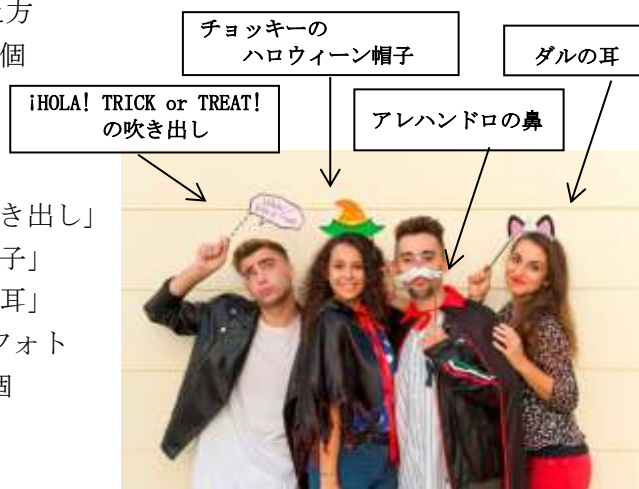 上方
個
チョッキーの
ハロウィーン帽子
ダルの耳
¡HOLA! TRICK or TREAT!
の吹き出し
アレハンドロの鼻
き出し」
子」
耳」
フォト
個